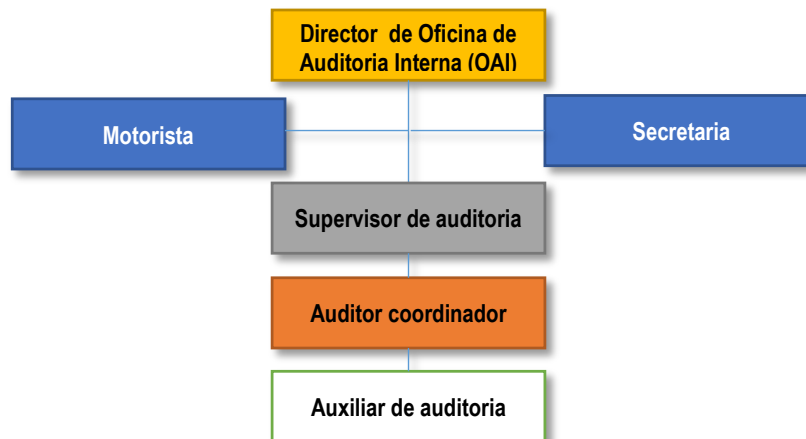 Director de Oficina de
Auditoria Interna (OAI)
Motorista
Secretaria
Supervisor de auditoria
Auditor coordinador
Auxiliar de auditoria